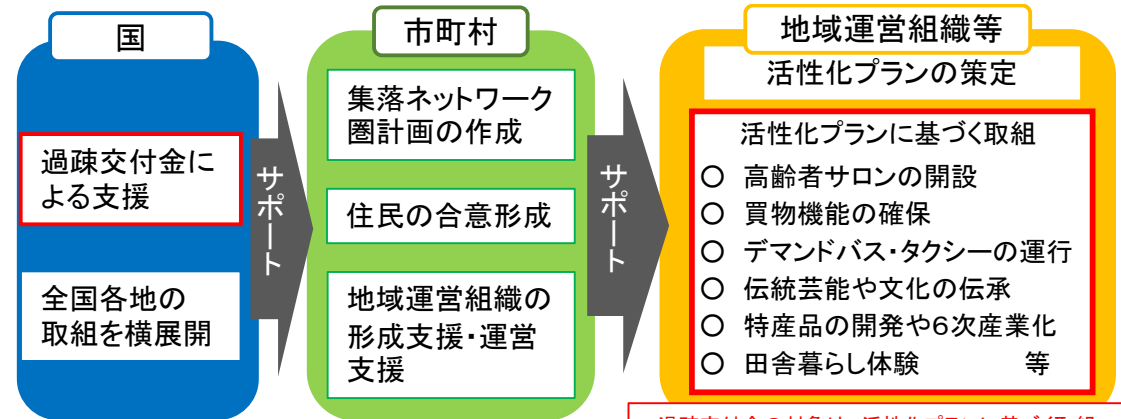 国
過疎交付金に
よる支援
全国各地の
取組を横展開
サポート
市町村
集落ネットワーク
圏計画の作成
住民の合意形成
地域運営組織の
形成支援・運営
支援
サポート
地域運営組織等
活性化プランの策定
活性化プランに基づく取組
○ 高齢者サロンの開設
○ 買物機能の確保
○ デマンドバス・タクシーの運行
○ 伝統芸能や文化の伝承
○ 特産品の開発や6次産業化
○ 田舎暮らし体験 等